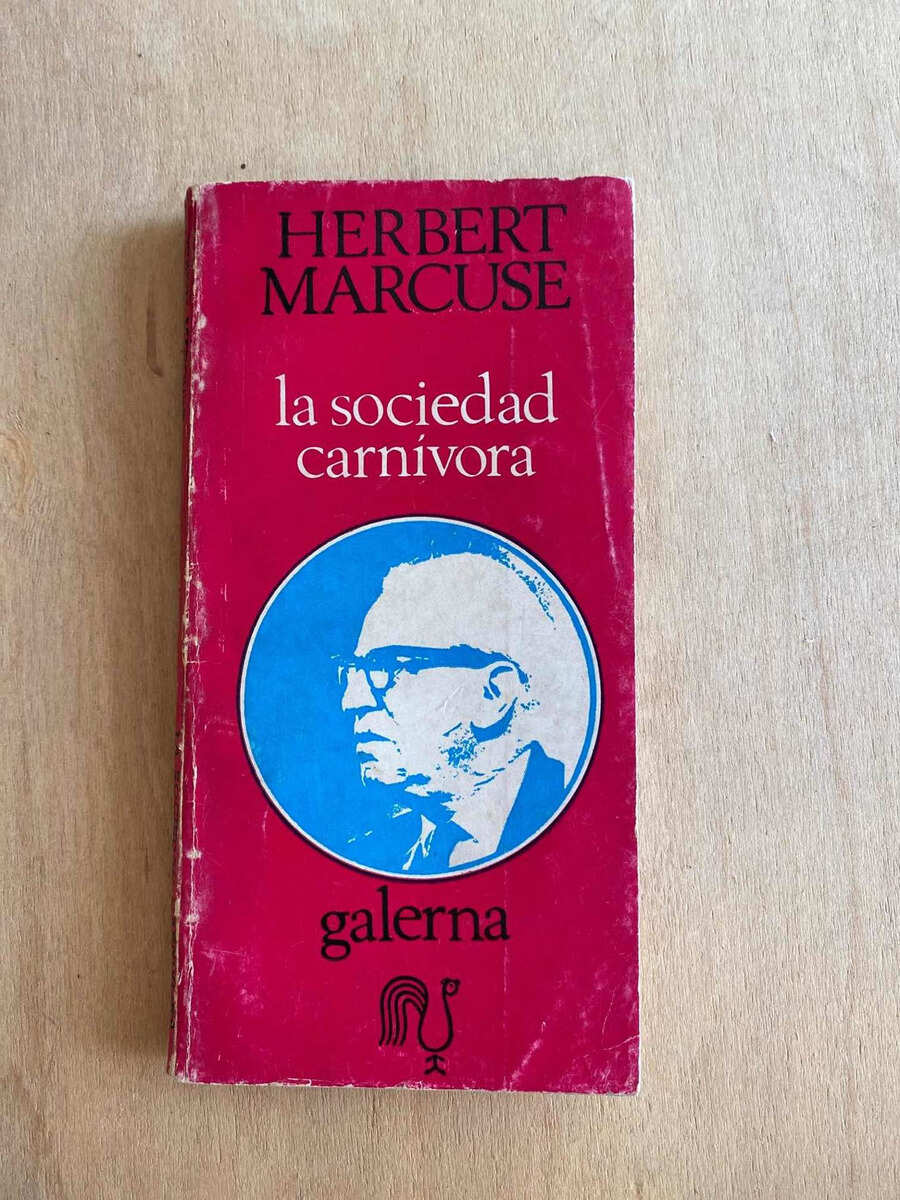 HERBERT
MARCUSE
la sociedad
carnívora
galerna